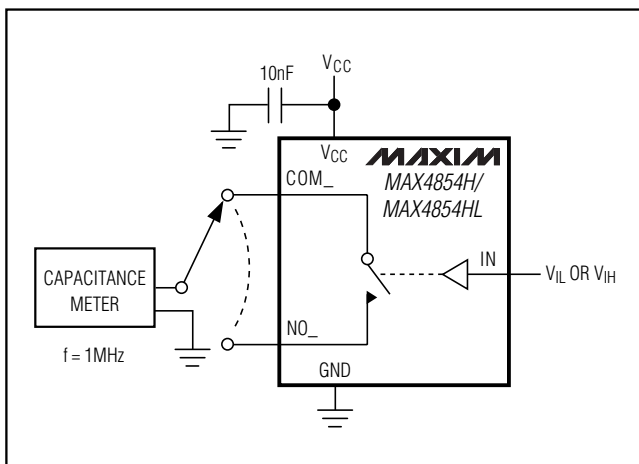 10nF
VCC
VCC
MAXIM
MAX4854H/
MAX4854HL
COM_
IN
VIL OR VIH
CAPACITANCE
METER
NO_
f = 1MHz
GND